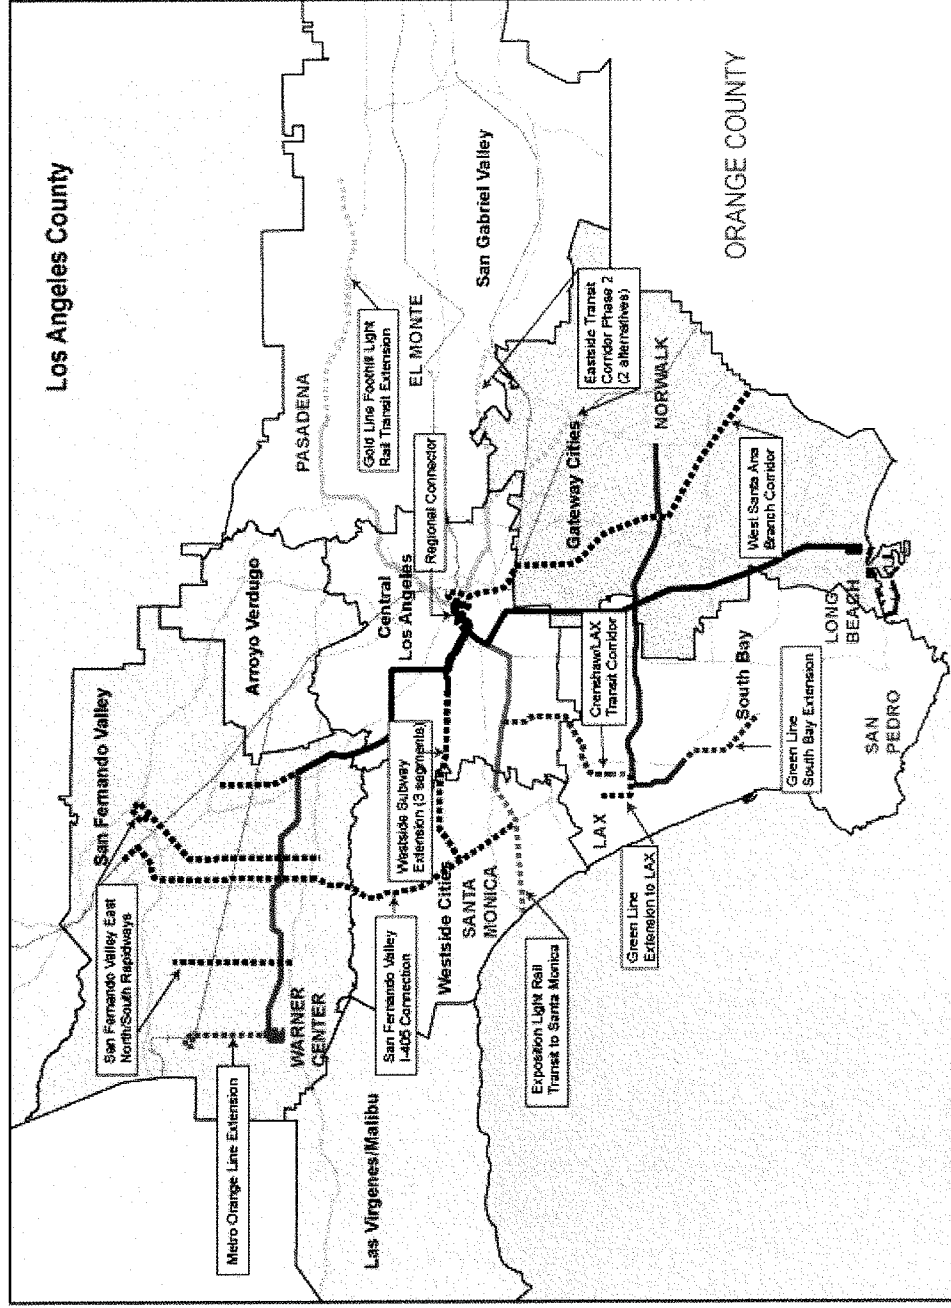 Los Angeles County
San Fernando Valley
San Fernando Valley East
North/South Rapidways
Metro Orange Line Extension
WARNER
CENTER
Arroyo Verdugo
PASADENA
Gold Line Foothill Light
Rail Transit Extension
EL MONTE
San Gabriel Valley
Central
Los Angeles
Regional Connector
San Fernando Valley
I-405 Connection
Westside Subway
Extension (3 segments)
Las Virgenes/Malibu
Westside Cities
SANTA
MONICA
Exposition Light Rail
Transit to Santa Monica
Eastside Transit
Corridor Phase 2
(2 alternatives)
Gateway Cities
NORWALK
ORANGE COUNTY
Crenshaw/LAX
Transit Corridor
LAX
Green Line
Extension to LAX
South Bay
Green Line
South Bay Extension
West Santa Ana
Branch Corridor
LONG
BEACH
SAN
PEDRO